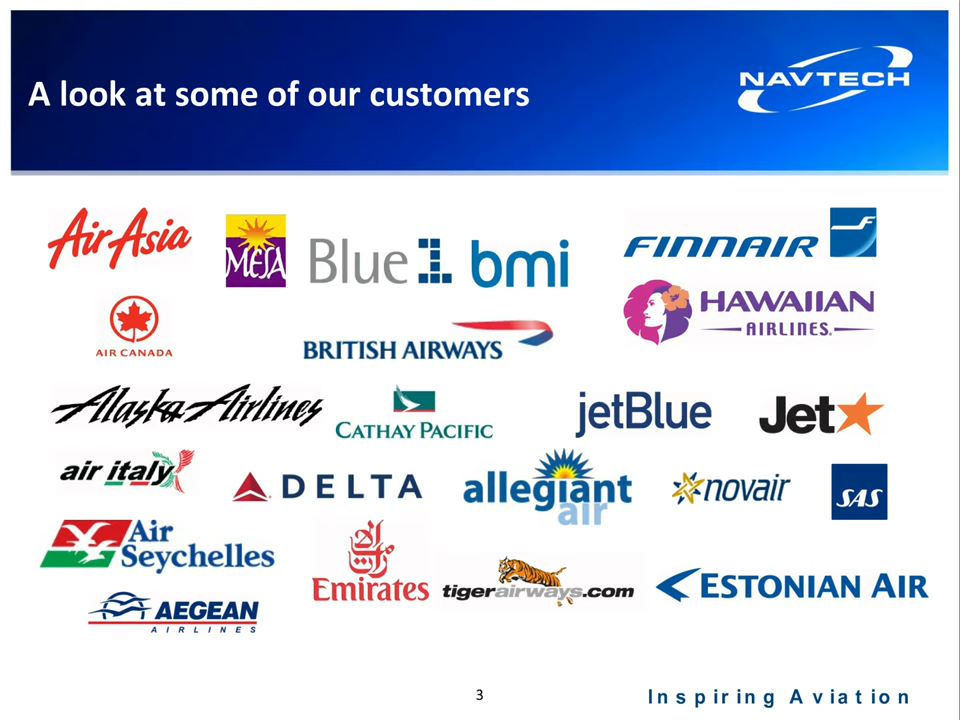 A look at some of our customers
NAVTECH
AirAsia
MESA
Blue1
bmi
FINNAIR
AIR CANADA
BRITISH AIRWAYS
HAWAIIAN
AIRLINES.
Alaska Airlines
CATHAY PACIFIC
jetBlue
Jet
air italy
DELTA
allegiant
air
novair
SAS
Air
Seychelles
Emirates
tigerairways.com
ESTONIAN AIR
AEGEAN
AIRLINES
3
Inspiring Aviation